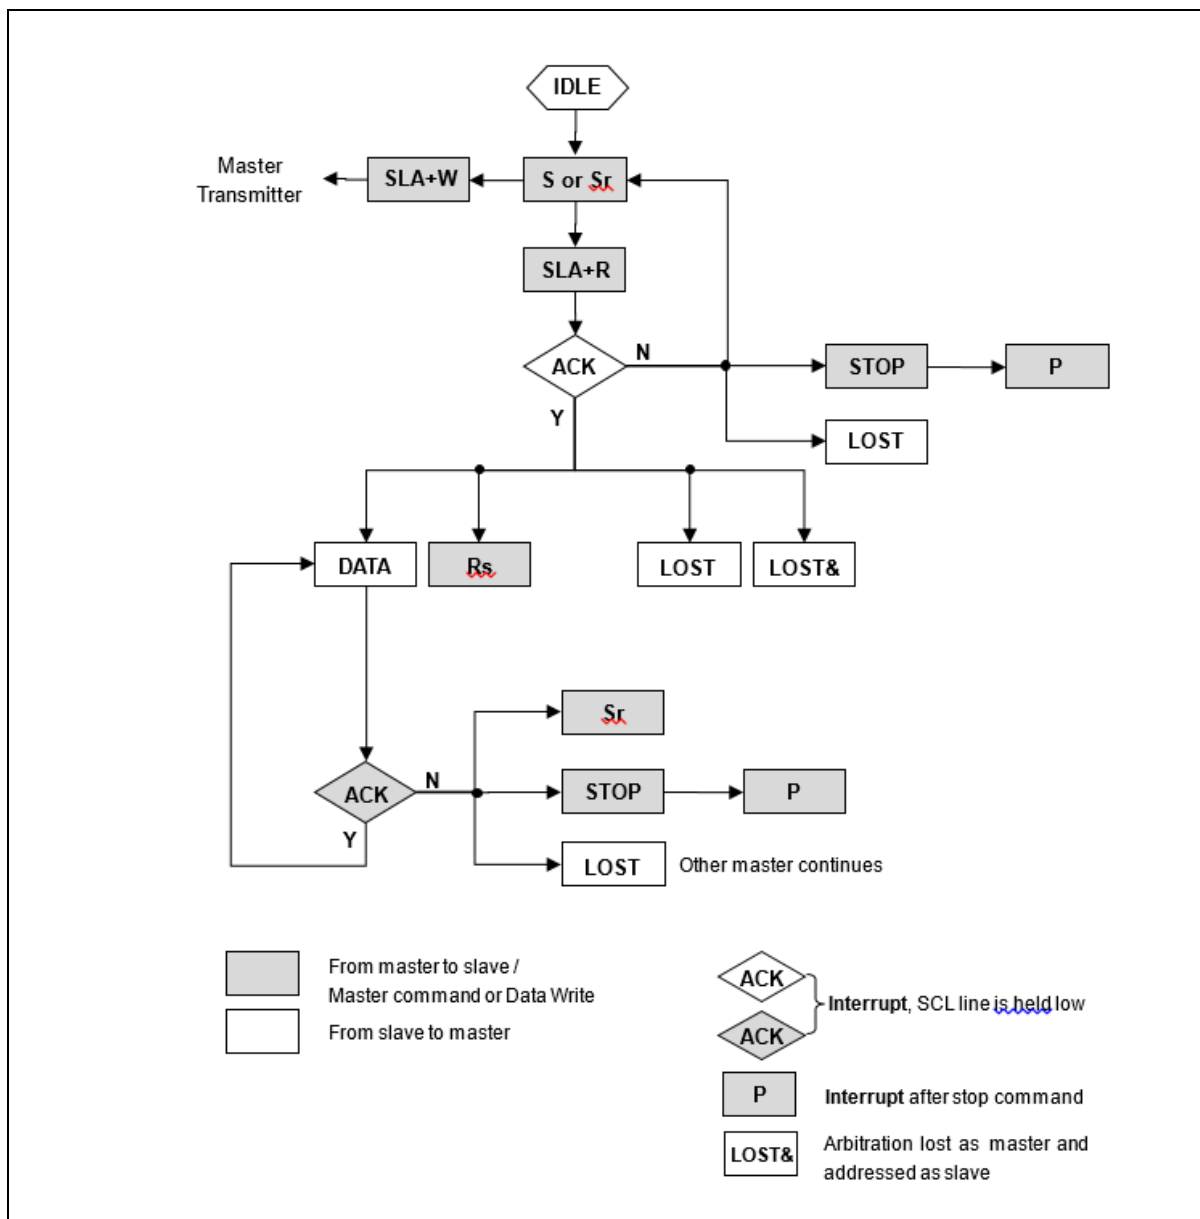 IDLE
Master
Transmitter
SLA+W
S or Sr
SLA+R
ACK
N
Y
STOP
P
LOST
DATA
Rs
LOST
LOST&
Sr
ACK
N
Y
STOP
P
LOST
Other master continues
From master to slave /
Master command or Data Write
From slave to master
ACK
ACK
Interrupt, SCL line is held low
P
Interrupt after stop command
LOST&
Arbitration lost as master and
addressed as slave